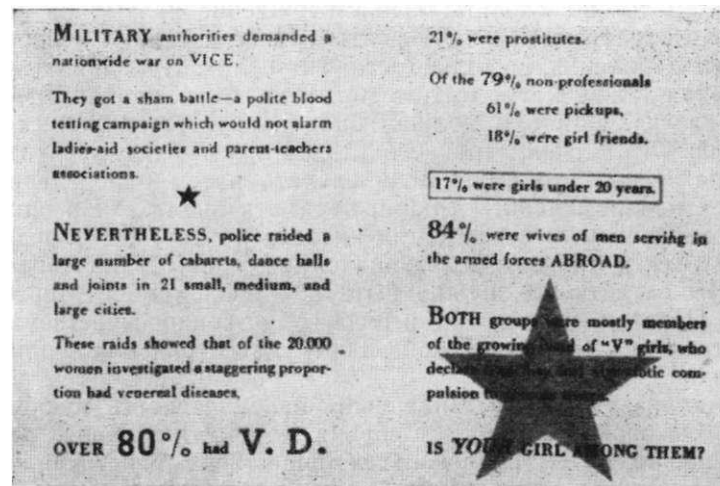 MILITARY authorities demanded a
nationwide war on VICE.
They got a sham battle—a polite blood
testing campaign which would not alarm
ladies-aid societies and parent-teachers
associations.
NEVERTHELESS, police raided a
large number of cabarets, dance halls
and joints in 21 small, medium, and
large cities.
These raids showed that of the 20.000
women investigated a staggering propor-
tion had venereal diseases.
OVER 80% had V. D.
21% were prostitutes.
Of the 79% non-professionals
61% were pickups,
18% were girl friends.
17% were girls under 20 years.
84% were wives of men serving in
the armed forces ABROAD.
BOTH groups were mostly members
of the growing of "V" girls, who
com-
pulsion
IS YOUR GIRL AMONG THEM?